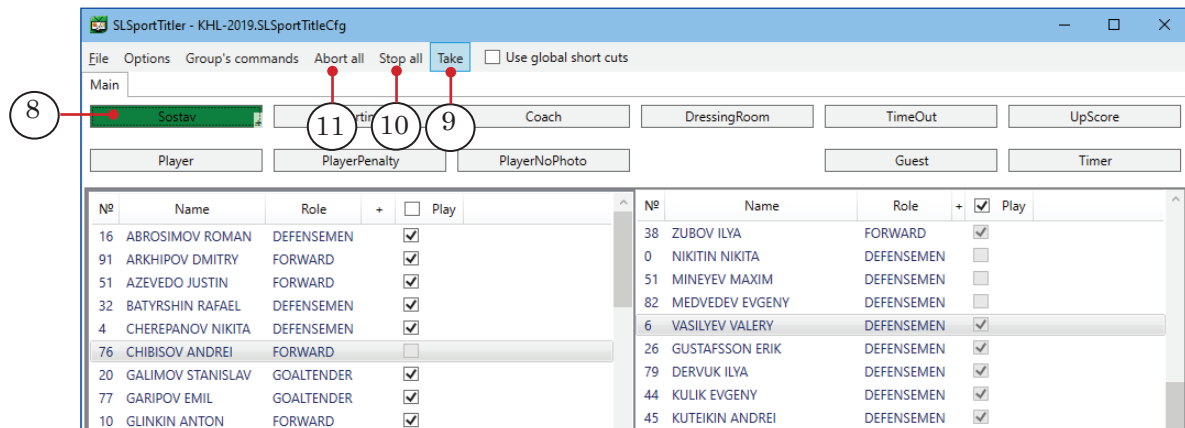 SLSportTitler - KHL-2019.SLSportTitleCfg
File Options Group's commands Abort all Stop all Take Use global short cuts
Main
8 11 10 9
Sostav Coach DressingRoom TimeOut UpScore
Player PlayerPenalty PlayerNoPhoto Guest Timer
№ Name Role + Play № Name Role + Play
16 ABROSIMOV ROMAN DEFENSEMEN 38 ZUBOV ILYA FORWARD
91 ARKHIPOV DMITRY FORWARD 0 NIKITIN NIKITA DEFENSEMEN
51 AZEVEDO JUSTIN FORWARD 51 MINEYEV MAXIM DEFENSEMEN
32 BATYRSHIN RAFAEL DEFENSEMEN 82 MEDVEDEV EVGENY DEFENSEMEN
4 CHEREPANOV NIKITA DEFENSEMEN 6 VASILYEV VALERY DEFENSEMEN
76 CHIBISOV ANDREI FORWARD 26 GUSTAFSSON ERIK DEFENSEMEN
20 GALIMOV STANISLAV GOALTENDER 79 DERVUK ILYA DEFENSEMEN
77 GARIPOV EMIL GOALTENDER 44 KULIK EVGENY DEFENSEMEN
10 GLINKIN ANTON FORWARD 45 KUTEIKIN ANDREI DEFENSEMEN